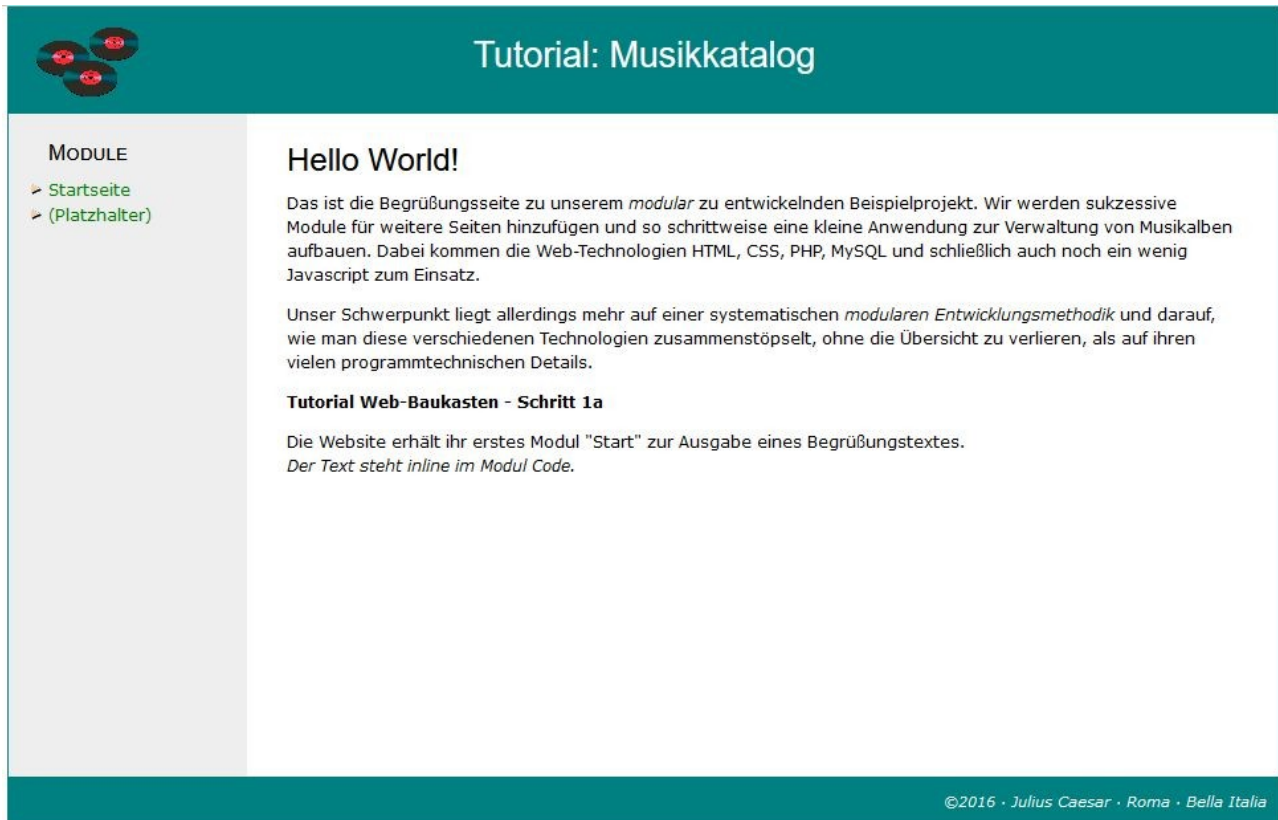 Tutorial: Musikkatalog
MODULE
Startseite
(Platzhalter)
Hello World!
Das ist die Begrüßungsseite zu unserem modular zu entwickelnden Beispielprojekt. Wir werden sukzessive
Module für weitere Seiten hinzufügen und so schrittweise eine kleine Anwendung zur Verwaltung von Musikalben
aufbauen. Dabei kommen die Web-Technologien HTML, CSS, PHP, MySQL und schließlich auch noch ein wenig
Javascript zum Einsatz.
Unser Schwerpunkt liegt allerdings mehr auf einer systematischen modularen Entwicklungsmethodik und darauf,
wie man diese verschiedenen Technologien zusammenstöpselt, ohne die Übersicht zu verlieren, als auf ihren
vielen programmtechnischen Details.
Tutorial Web-Baukasten - Schritt 1a
Die Website erhält ihr erstes Modul "Start" zur Ausgabe eines Begrüßungstextes.
Der Text steht inline im Modul Code.
©2016 · Julius Caesar · Roma · Bella Italia